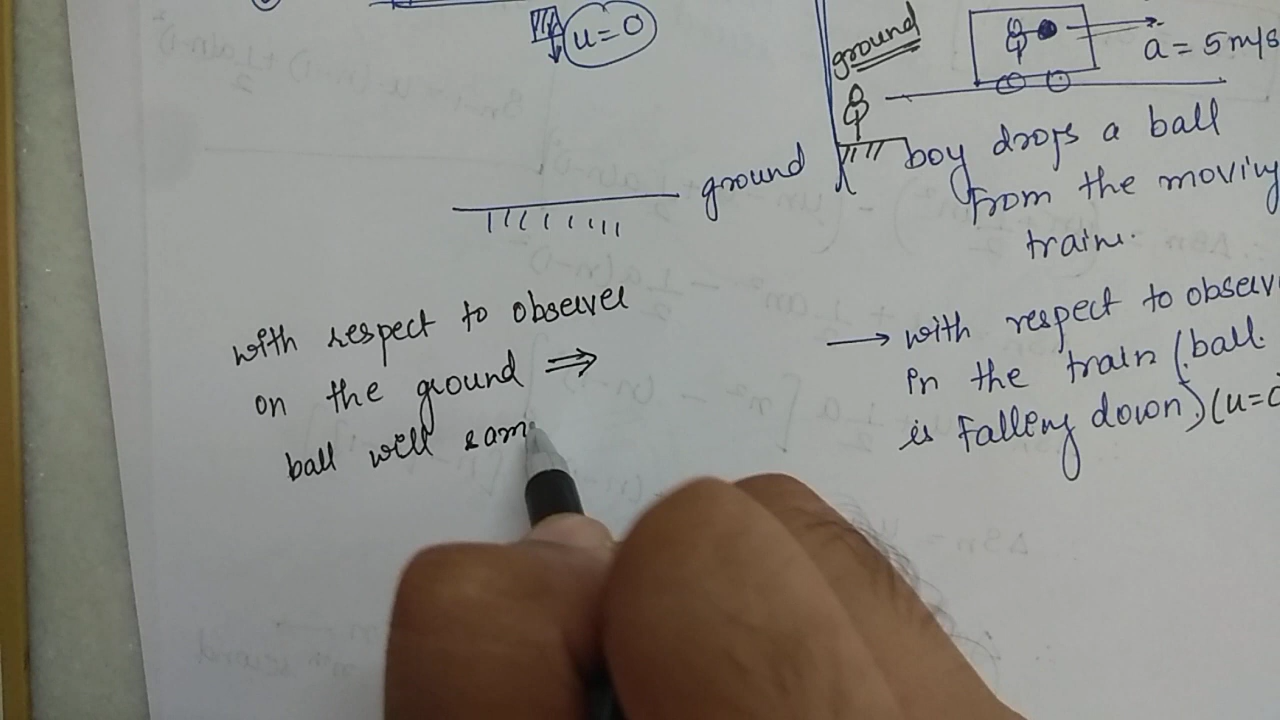 u=0
ground
with respect to observer
on the ground ⇒
ball will sam
ground
a = 5m/s
boy drops a ball
from the moving
train.
→ with respect to observ
in the train (ball
is falling down) (u=0